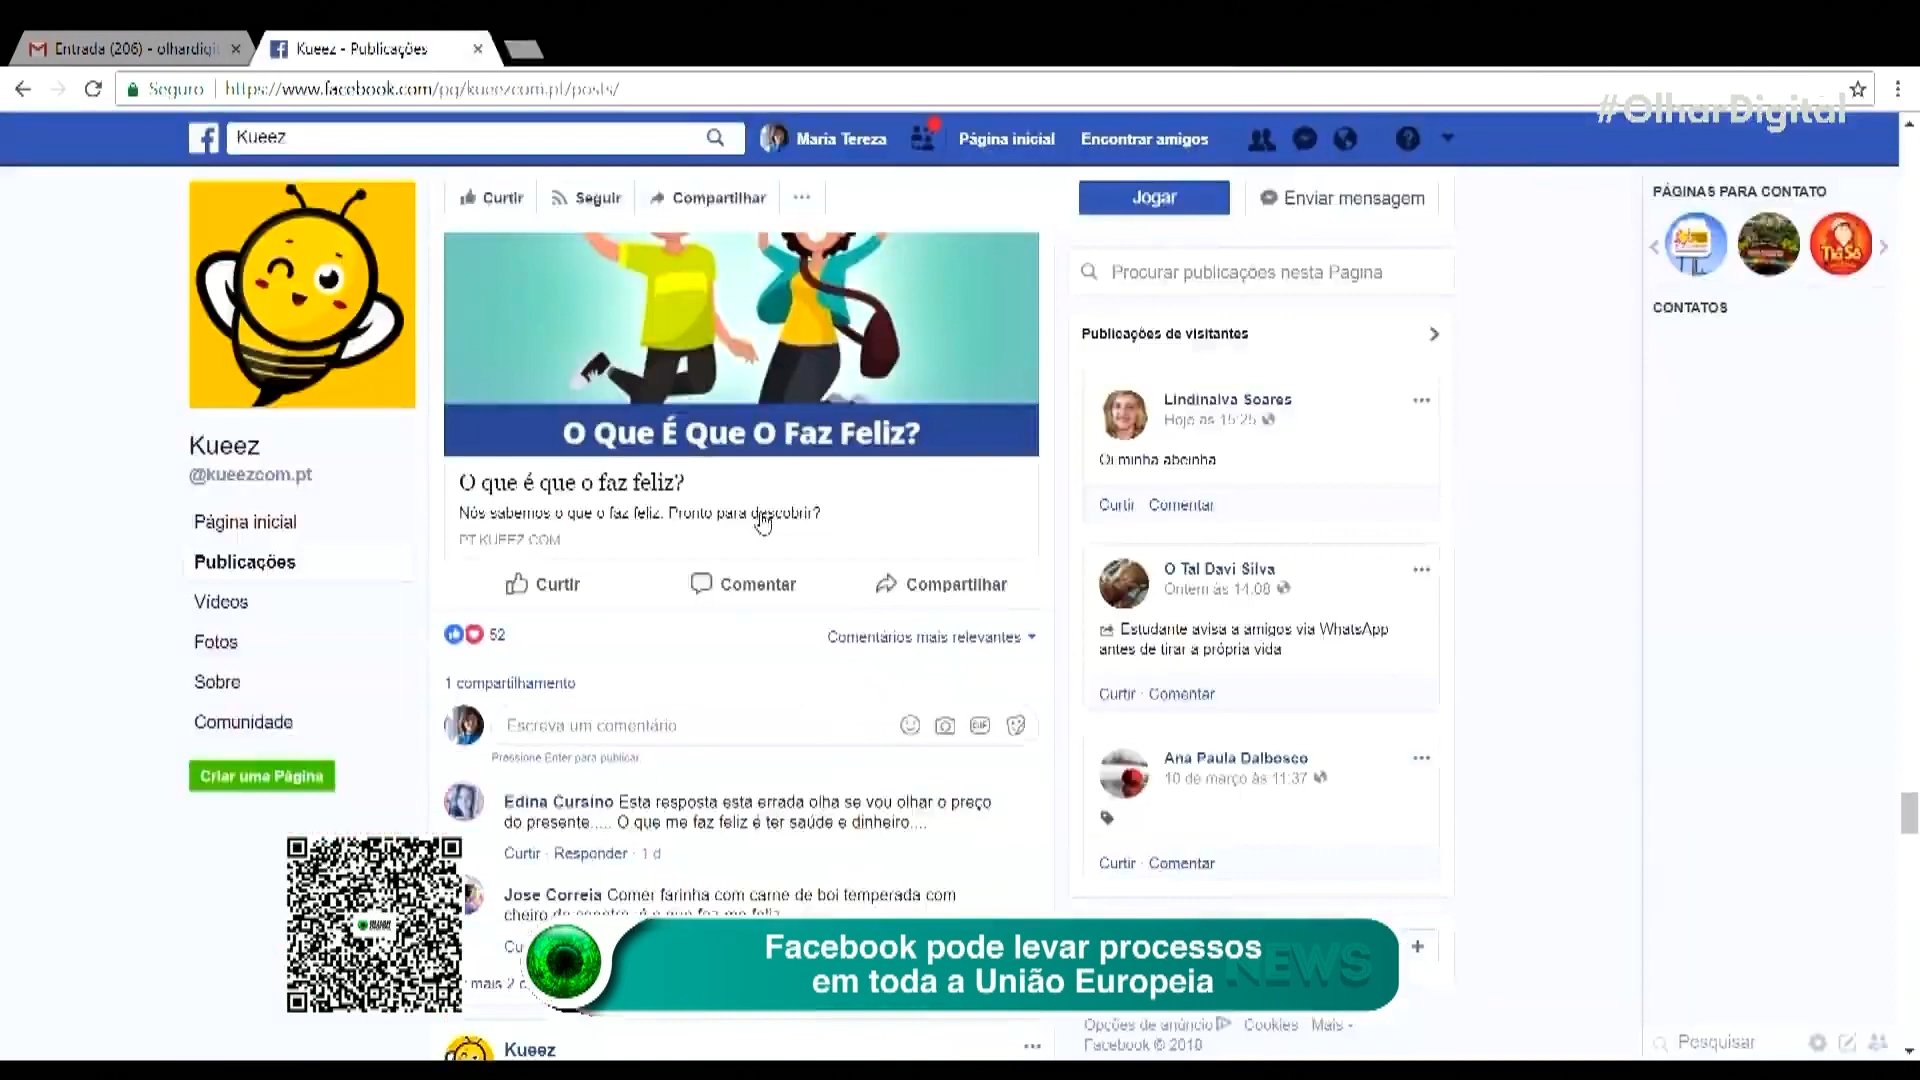 Entrada (206) - olhardigi
Kueez - Publicações
Seguro
https://www.facebook.com/pg/kueezcom.pt/posts/
#OlharDigital
Kueez
Maria Tereza
Página inicial
Encontrar amigos
Curtir
Seguir
Compartilhar
Jogar
Enviar mensagem
PÁGINAS PARA CONTATO
CONTATOS
Procurar publicações nesta Pagina
O Que É Que O Faz Feliz?
O que é que o faz feliz?
Nós sabemos o que o faz feliz. Pronto para descobrir?
PT.KUEEZ.COM
Curtir
Comentar
Compartilhar
52
Comentários mais relevantes
1 compartilhamento
Escreva um comentário
GIF
Pressione Enter para publicar.
Edina Cursino Esta resposta esta errada olha se vou olhar o preço
do presente..... O que me faz feliz é ter saúde e dinheiro....
Curtir · Responder · 1 d
Jose Correia Comer farinha com carne de boi temperada com
cheiro
mais 2
Kueez
Kueez
@kueezcom.pt
Página inicial
Publicações
Vídeos
Fotos
Sobre
Comunidade
Criar uma Página
Publicações de visitantes
Lindinalva Soares
Hoje às 15:25
Oi minha abelhinha
Curtir · Comentar
O Tal Davi Silva
Ontem às 14:08
Estudante avisa a amigos via WhatsApp
antes de tirar a própria vida
Curtir · Comentar
Ana Paula Dalbosco
10 de março às 11:37
Curtir · Comentar
Facebook pode levar processos
em toda a União Europeia
NEWS
Opções de anúncio
Cookies
Mais
Facebook © 2018
Pesquisar